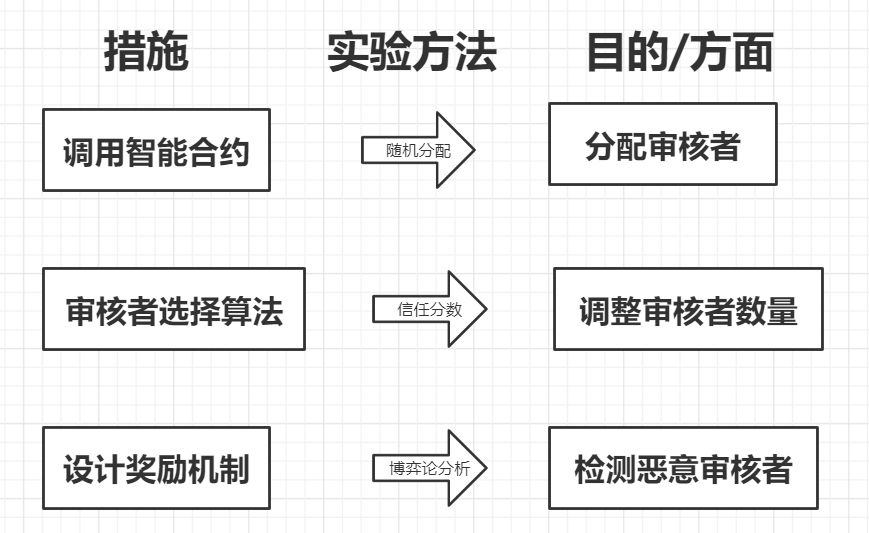 措施
实验方法
目的/方面
调用智能合约
随机分配
分配审核者
审核者选择算法
信任分数
调整审核者数量
设计奖励机制
博弈论分析
检测恶意审核者